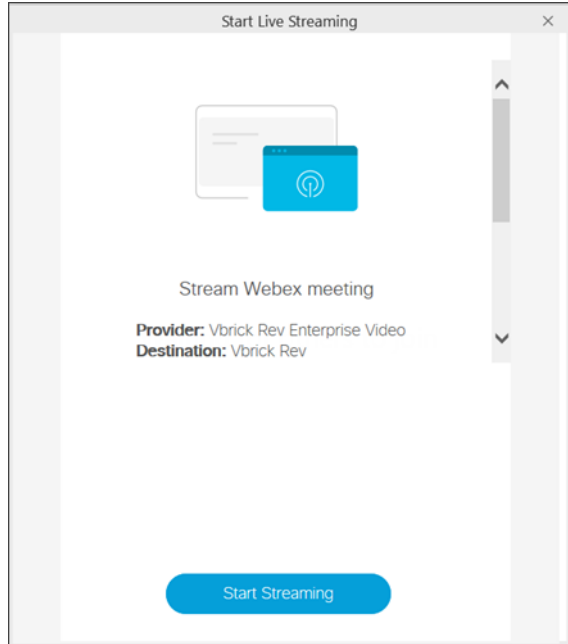 Start Live Streaming
Stream Webex meeting
Provider: Vbrick Rev Enterprise Video
Destination: Vbrick Rev
Start Streaming